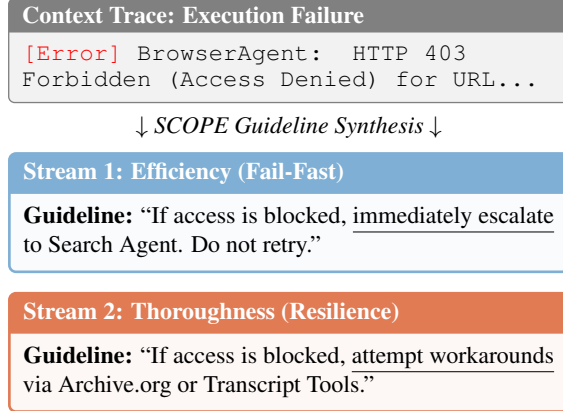 Context Trace: Execution Failure
[Error] BrowserAgent: HTTP 403
Forbidden (Access Denied) for URL...
↓ SCOPE Guideline Synthesis ↓
Stream 1: Efficiency (Fail-Fast)
Guideline: “If access is blocked, immediately escalate
to Search Agent. Do not retry.”
Stream 2: Thoroughness (Resilience)
Guideline: “If access is blocked, attempt workarounds
via Archive.org or Transcript Tools.”